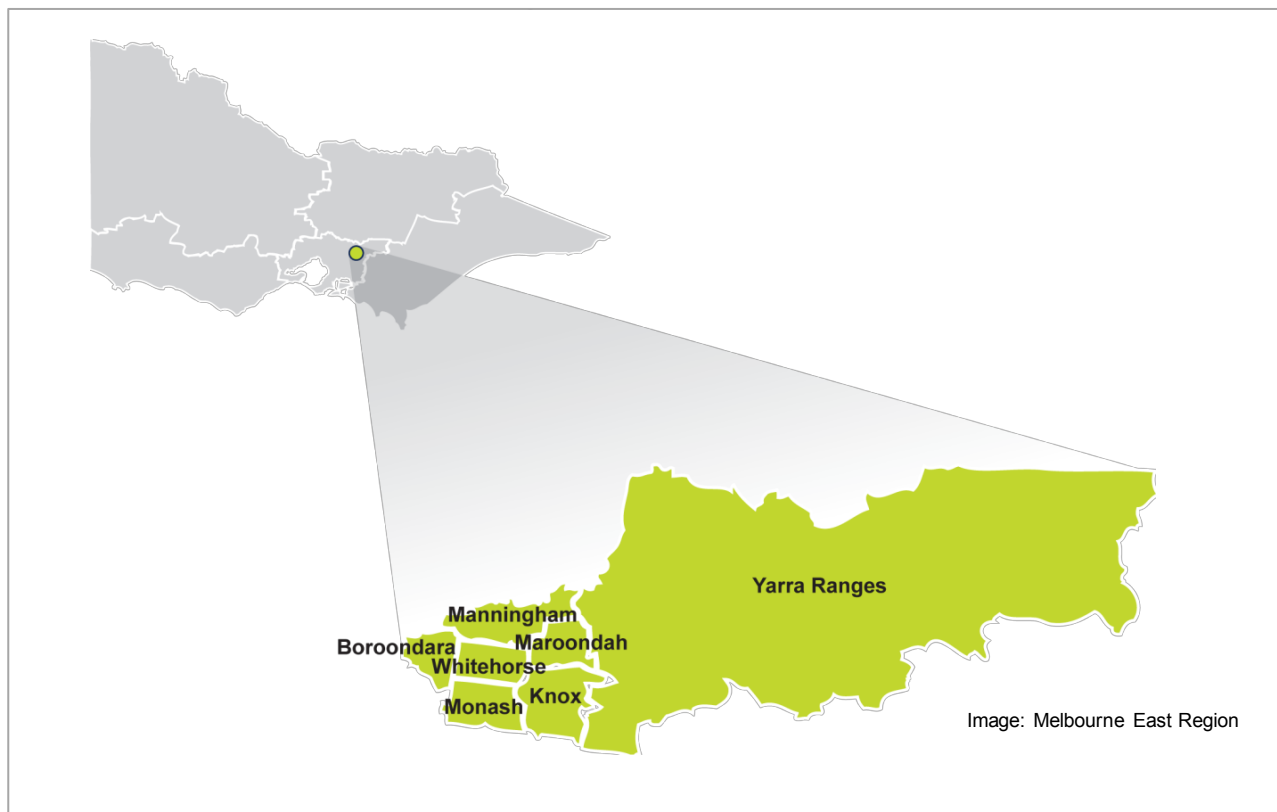 Yarra Ranges
Manningham
Boroondara
Maroondah
Whitehorse
Knox
Monash
Image: Melbourne East Region